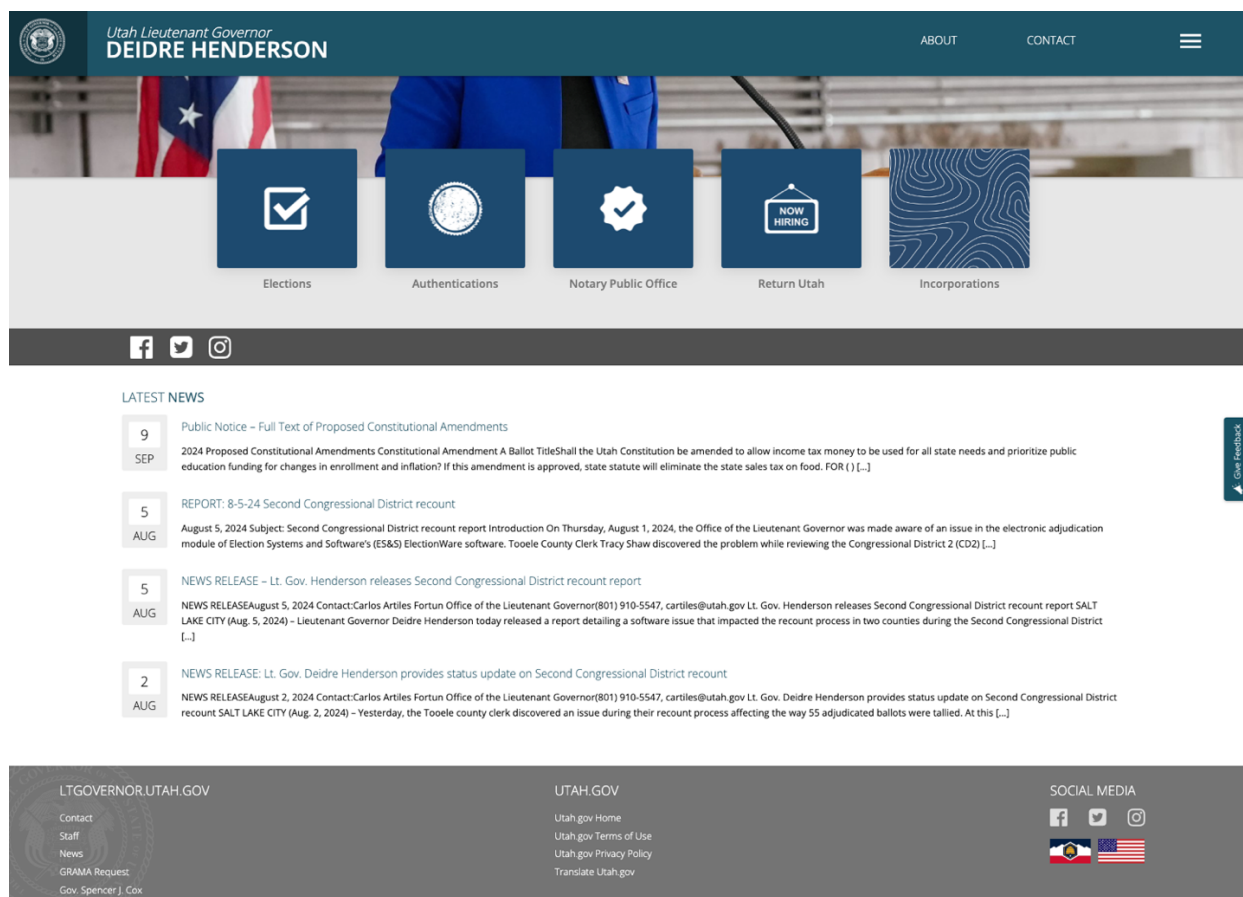 Utah Lieutenant Governor
DEIDRE HENDERSON
ABOUT
CONTACT
NOW
HIRING
Elections
Authentications
Notary Public Office
Return Utah
Incorporations
LATEST NEWS
9
SEP
Public Notice – Full Text of Proposed Constitutional Amendments
2024 Proposed Constitutional Amendments Constitutional Amendment A Ballot TitleShall the Utah Constitution be amended to allow income tax money to be used for all state needs and prioritize public
education funding for changes in enrollment and inflation? If this amendment is approved, state statute will eliminate the state sales tax on food. FOR ( ) [...]
5
AUG
REPORT: 8-5-24 Second Congressional District recount
August 5, 2024 Subject: Second Congressional District recount report Introduction On Thursday, August 1, 2024, the Office of the Lieutenant Governor was made aware of an issue in the electronic adjudication
module of Election Systems and Software's (ES&S) ElectionWare software. Tooele County Clerk Tracy Shaw discovered the problem while reviewing the Congressional District 2 (CD2) [...]
5
AUG
NEWS RELEASE – Lt. Gov. Henderson releases Second Congressional District recount report
NEWS RELEASEAugust 5, 2024 Contact:Carlos Artiles Fortun Office of the Lieutenant Governor(801) 910-5547, cartiles@utah.gov Lt. Gov. Henderson releases Second Congressional District recount report SALT
LAKE CITY (Aug. 5, 2024) – Lieutenant Governor Deidre Henderson today released a report detailing a software issue that impacted the recount process in two counties during the Second Congressional District
[...]
2
AUG
NEWS RELEASE: Lt. Gov. Deidre Henderson provides status update on Second Congressional District recount
NEWS RELEASEAugust 2, 2024 Contact:Carlos Artiles Fortun Office of the Lieutenant Governor(801) 910-5547, cartiles@utah.gov Lt. Gov. Deidre Henderson provides status update on Second Congressional District
recount SALT LAKE CITY (Aug. 2, 2024) – Yesterday, the Tooele county clerk discovered an issue during their recount process affecting the way 55 adjudicated ballots were tallied. At this [...]
Give Feedback
LTGOVERNOR.UTAH.GOV
Contact
Staff
News
GRAMA Request
Gov. Spencer J. Cox
UTAH.GOV
Utah.gov Home
Utah.gov Terms of Use
Utah.gov Privacy Policy
Translate Utah.gov
SOCIAL MEDIA